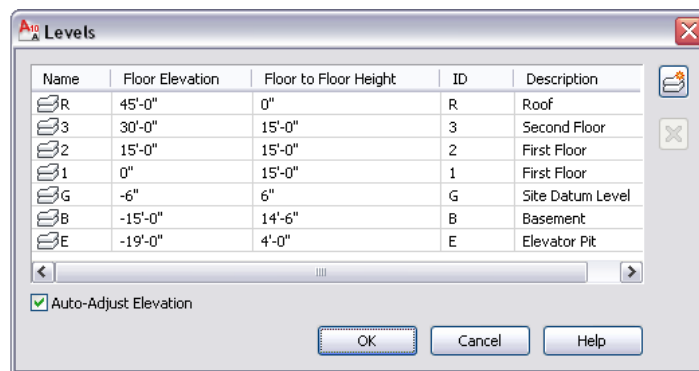 A10 A Levels
Name Floor Elevation Floor to Floor Height ID Description
R 45'-0" 0" R Roof
3 30'-0" 15'-0" 3 Second Floor
2 15'-0" 15'-0" 2 First Floor
1 0" 15'-0" 1 First Floor
G -6" 6" G Site Datum Level
B -15'-0" 14'-6" B Basement
E -19'-0" 4'-0" E Elevator Pit
Auto-Adjust Elevation
OK Cancel Help